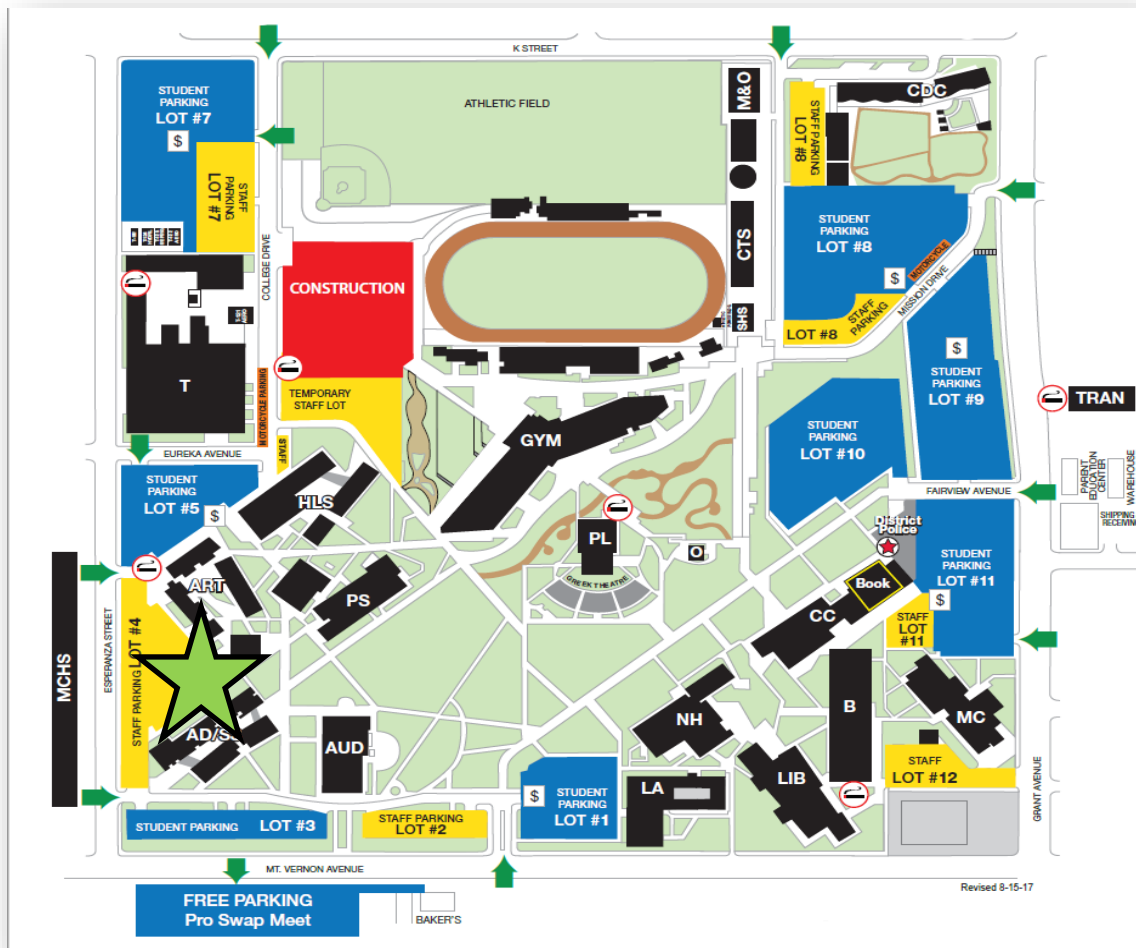 K STREET
STUDENT
PARKING
LOT #7
$
STAFF
PARKING
LOT #7
COLLEGE DRIVE
ATHLETIC FIELD
M&O
CDC
STAFF PARKING
LOT #8
STUDENT
PARKING
LOT #8
$
MOTORCYCLE
MISSION DRIVE
STAFF
PARKING
LOT #8
CTS
SHS
CONSTRUCTION
T
MOTORCYCLE PARKING
TEMPORARY
STAFF LOT
STAFF
$
STUDENT
PARKING
LOT #9
TRAN
STUDENT
PARKING
LOT #10
GYM
EUREKA AVENUE
STUDENT
PARKING
LOT #5
$
HLS
FAIRVIEW AVENUE
PARENT
EDUCATION
CENTER
WAREHOUSE
SHIPPING
RECEIVING
District
Police
PL
GREEK THEATRE
O
STUDENT
PARKING
LOT #11
$
Book
CC
STAFF
LOT
#11
ART
PS
MCHS
ESPERANZA STREET
STAFF PARKING LOT #4
AD/S
AUD
NH
B
MC
LIB
LA
STAFF
LOT #12
GRANT AVENUE
$
STUDENT
PARKING
LOT #1
STUDENT PARKING LOT #3
STAFF PARKING
LOT #2
MT. VERNON AVENUE
Revised 8-15-17
FREE PARKING
Pro Swap Meet
BAKER'S